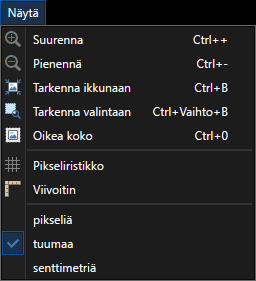 Näytä
Suurenna Ctrl++
Pienennä Ctrl+-
Tarkenna ikkunaan Ctrl+B
Tarkenna valintaan Ctrl+Vaihto+B
Oikea koko Ctrl+0
Pikseliristikko
Viivoitin
pikseliä
tuumaa
senttimetriä